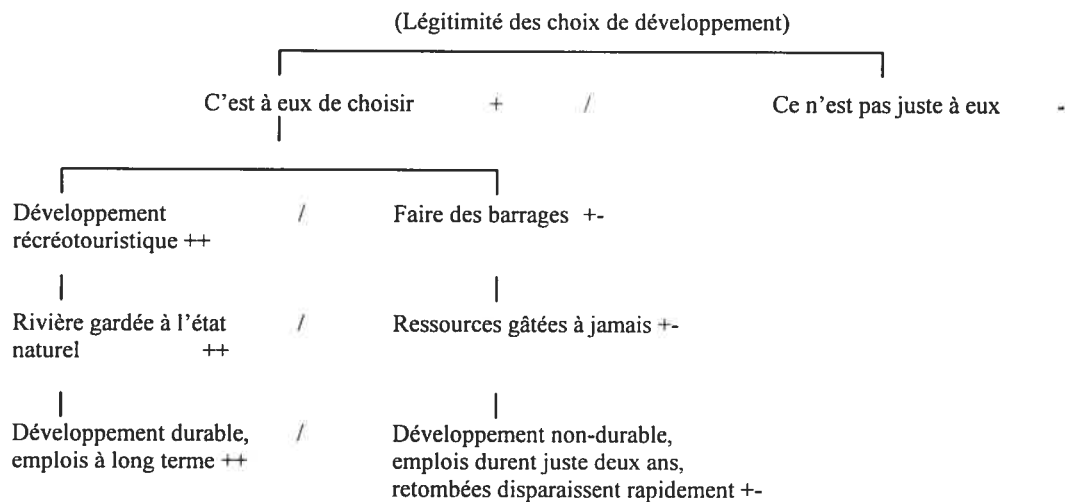 (Légitimité des choix de développement)
C'est à eux de choisir + / Ce n'est pas juste à eux -
Développement / Faire des barrages +-
récréotouristique ++
Rivière gardée à l'état / Ressources gâtées à jamais +-
naturel ++
Développement durable, / Développement non-durable,
emplois à long terme ++ emplois durent juste deux ans,
retombées disparaissent rapidement +-